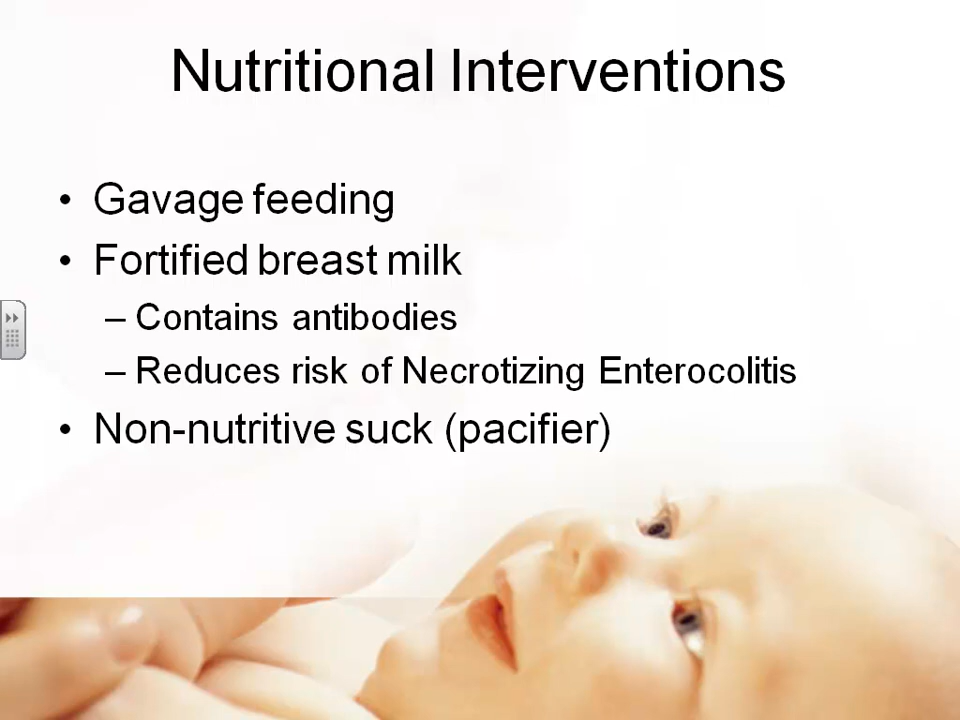 Nutritional Interventions
• Gavage feeding
• Fortified breast milk
– Contains antibodies
– Reduces risk of Necrotizing Enterocolitis
• Non-nutritive suck (pacifier)